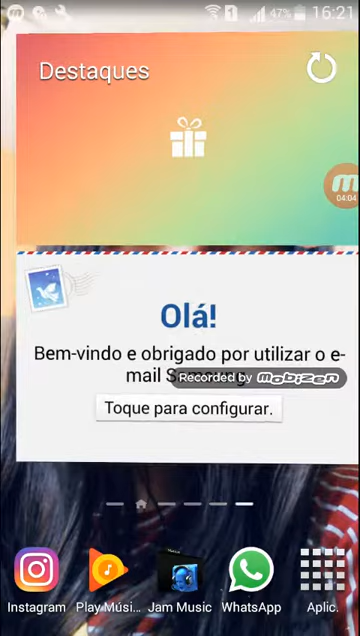 47% 16:21
Destaques
04:04
Olá!
Bem-vindo e obrigado por utilizar o e-
mail
Recorded by Mobizen
Toque para configurar.
Instagram Play Músi... Jam Music WhatsApp Aplic.